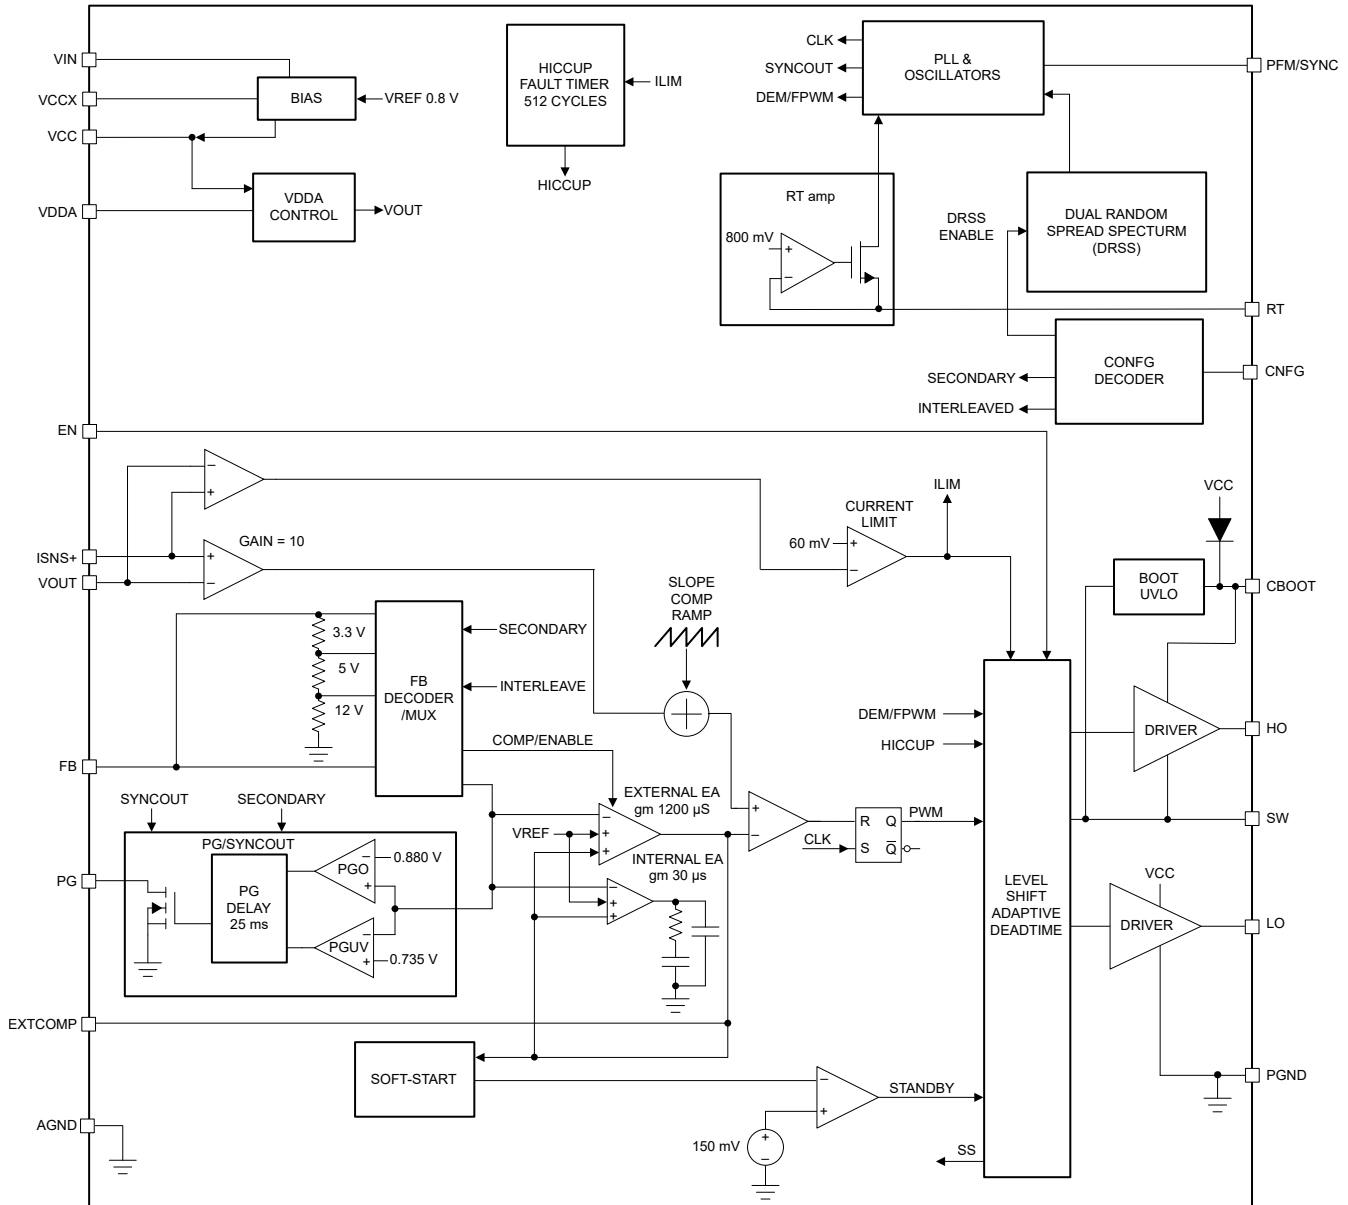 VIN
VCCX
VCC
VDDA
BIAS
VREF 0.8 V
VDDA
CONTROL
VOUT
HICCUP
FAULT TIMER
512 CYCLES
ILIM
HICCUP
CLK
SYNCOUT
DEM/FPWM
PLL &
OSCILLATORS
PFM/SYNC
RT amp
800 mV
+
−
DRSS
ENABLE
DUAL RANDOM
SPREAD SPECTURM
(DRSS)
RT
CONFG
DECODER
CNFG
SECONDARY
INTERLEAVED
EN
−
+
ISNS+
VOUT
GAIN = 10
+
−
CURRENT
LIMIT
60 mV
+
−
ILIM
VCC
BOOT
UVLO
CBOOT
SLOPE
COMP
RAMP
3.3 V
5 V
12 V
FB
DECODER
/MUX
SECONDARY
INTERLEAVE
COMP/ENABLE
FB
DEM/FPWM
HICCUP
DRIVER
HO
SYNCOUT
SECONDARY
PG/SYNCOUT
EXTERNAL EA
gm 1200 µS
VREF
−
+
+
INTERNAL EA
gm 30 µs
−
+
+
+
−
CLK
R
Q
S
Q
PWM
SW
PG
PG
DELAY
25 ms
PGO
−
+
0.880 V
PGUV
−
+
0.735 V
LEVEL
SHIFT
ADAPTIVE
DEADTIME
VCC
DRIVER
LO
EXTCOMP
SOFT-START
−
+
STANDBY
150 mV
+
−
SS
PGND
AGND